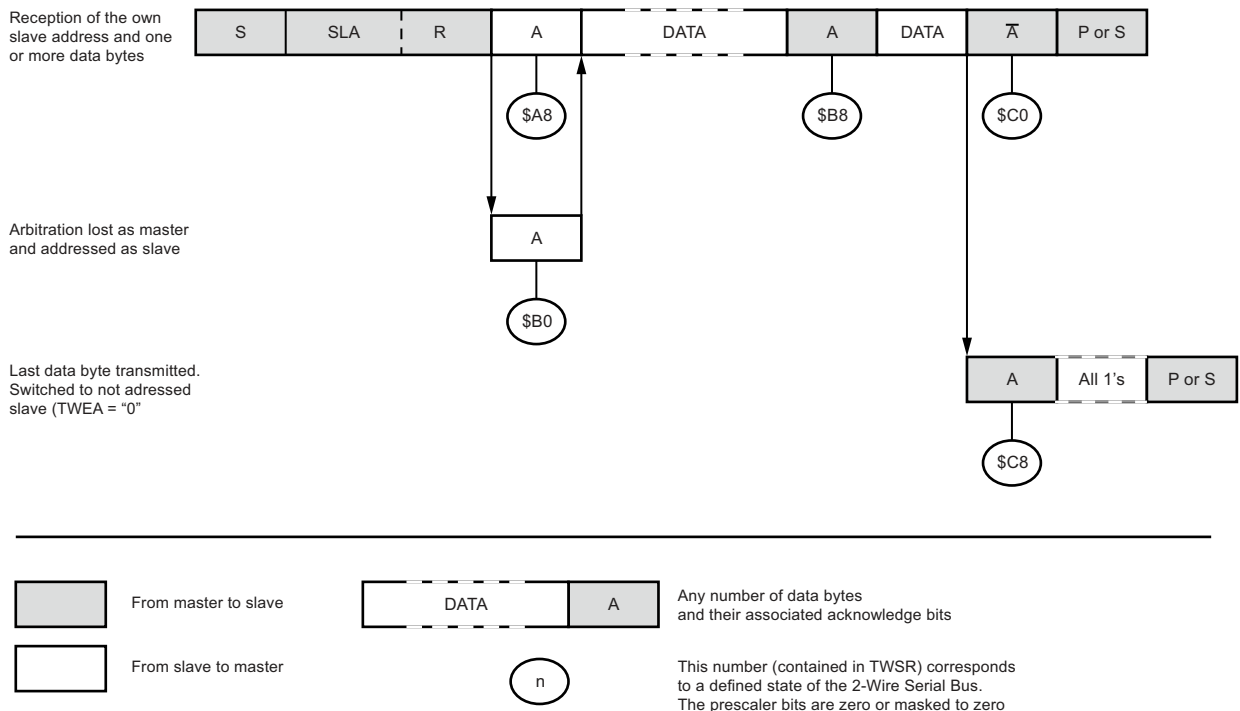 Reception of the own
slave address and one
or more data bytes
S
SLA
R
A
DATA
A
DATA
A̅
P or S
$A8
$B8
$C0
Arbitration lost as master
and addressed as slave
A
$B0
Last data byte transmitted.
Switched to not adressed
slave (TWEA = “0”
A
All 1's
P or S
$C8
From master to slave
DATA
A
Any number of data bytes
and their associated acknowledge bits
From slave to master
n
This number (contained in TWSR) corresponds
to a defined state of the 2-Wire Serial Bus.
The prescaler bits are zero or masked to zero